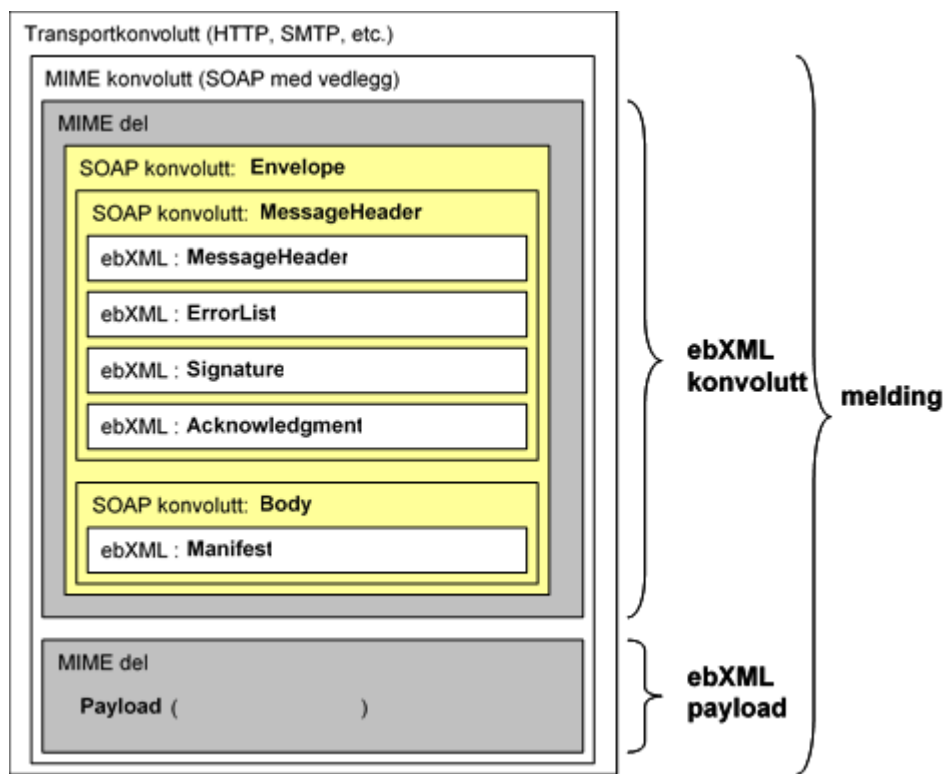 Transportkonvolutt (HTTP, SMTP, etc.)
MIME konvolutt (SOAP med vedlegg)
MIME del
SOAP konvolutt: Envelope
SOAP konvolutt: MessageHeader
ebXML : MessageHeader
ebXML : ErrorList
ebXML : Signature
ebXML : Acknowledgment
SOAP konvolutt: Body
ebXML : Manifest
MIME del
Payload ( )
ebXML
konvolutt
melding
ebXML
payload